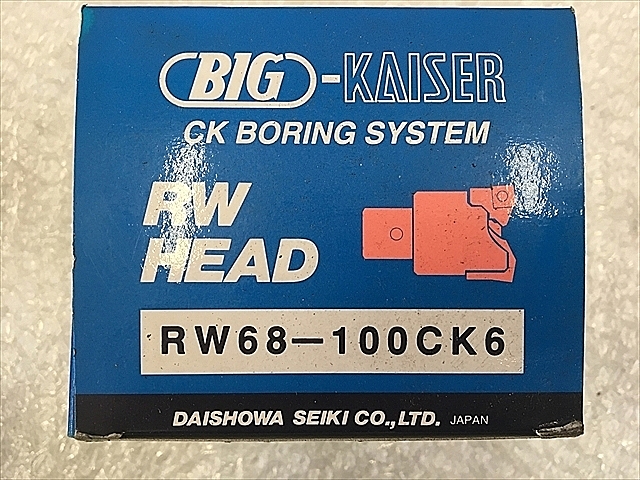 BIG-KAISER
CK BORING SYSTEM
RW
HEAD
RW68-100CK6
DAISHOWA SEIKI CO.,LTD. JAPAN